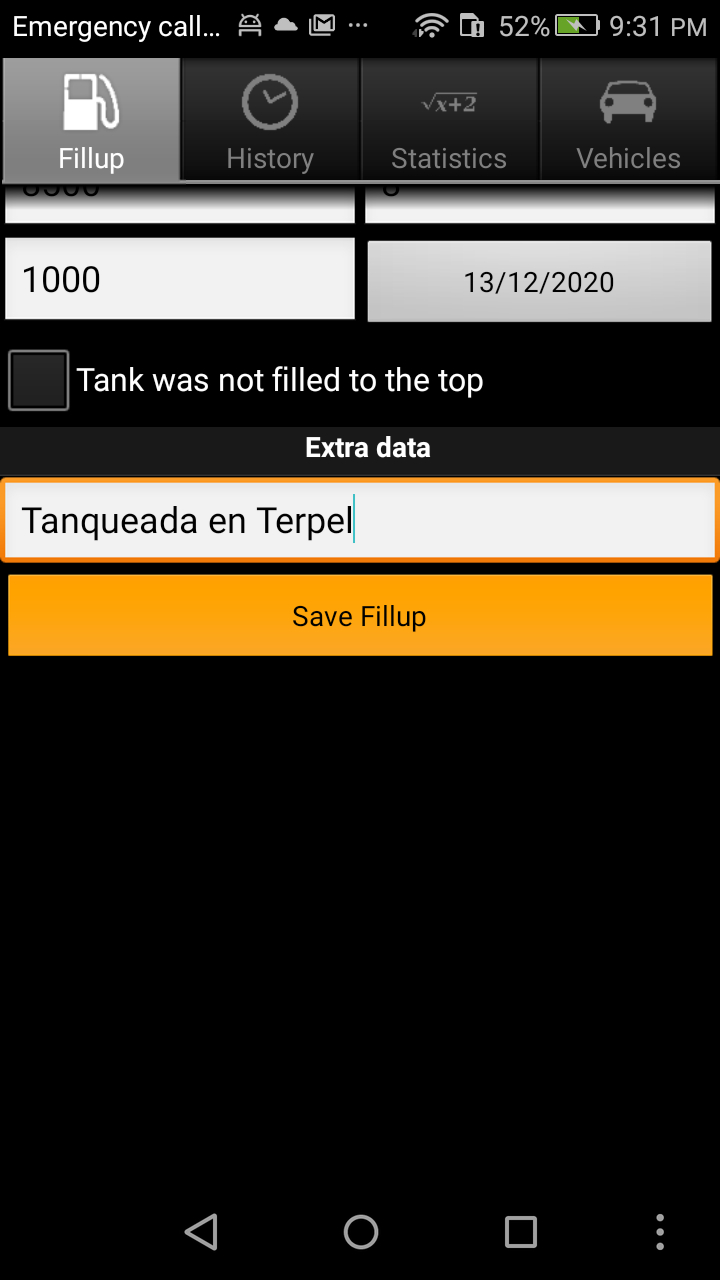 Emergency call... 52% 9:31 PM
√x+2
Fillup History Statistics Vehicles
1000 13/12/2020
Tank was not filled to the top
Extra data
Tanqueada en Terpel
Save Fillup